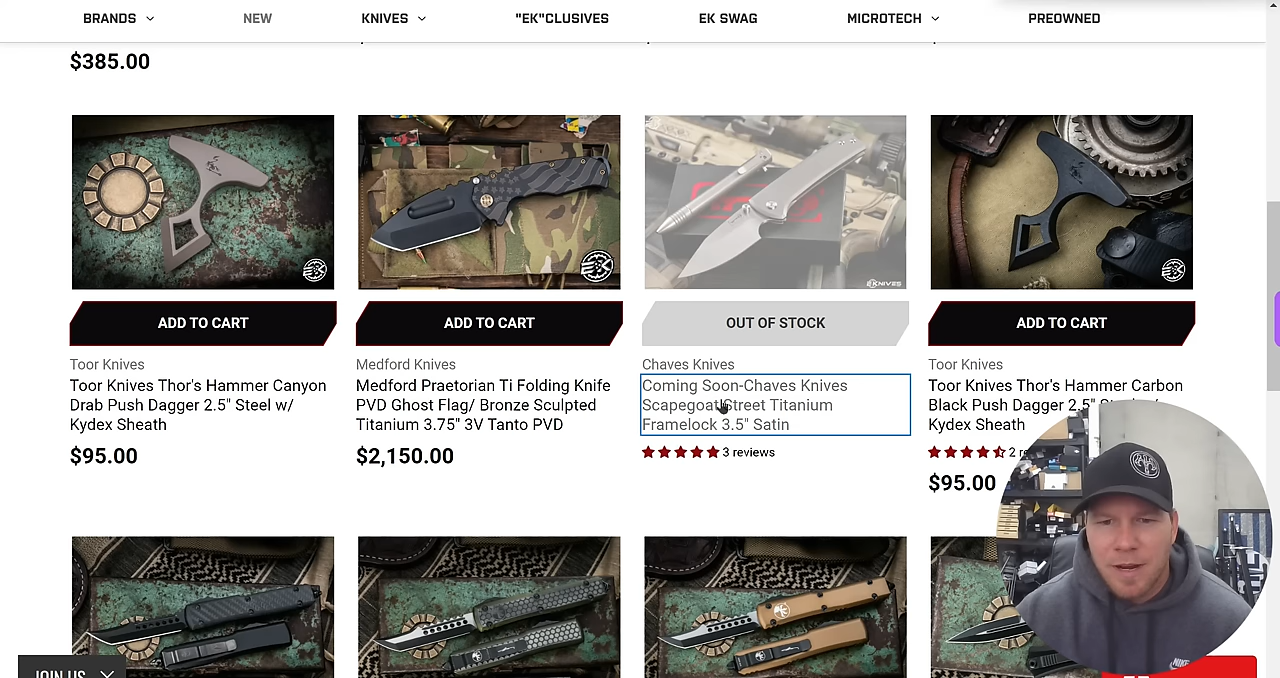 BRANDS
NEW
KNIVES
"EK"CLUSIVES
EK SWAG
MICROTECH
PREOWNED
$385.00
EKNIVES
ADD TO CART
ADD TO CART
OUT OF STOCK
ADD TO CART
Toor Knives
Toor Knives Thor's Hammer Canyon
Drab Push Dagger 2.5" Steel w/
Kydex Sheath
$95.00
Medford Knives
Medford Praetorian Ti Folding Knife
PVD Ghost Flag/ Bronze Sculpted
Titanium 3.75" 3V Tanto PVD
$2,150.00
Chaves Knives
Coming Soon-Chaves Knives
Scapegoat Street Titanium
Framelock 3.5" Satin
3 reviews
Toor Knives
Toor Knives Thor's Hammer Carbon
Black Push Dagger 2.5"
Kydex Sheath
2
$95.00
JOIN US
NIKE